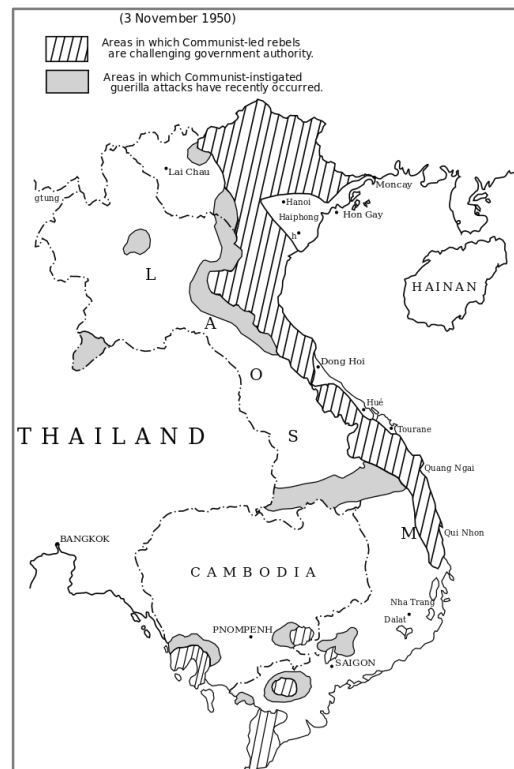 (3 November 1950)
Areas in which Communist-led rebels
are challenging government authority.
Areas in which Communist-instigated
guerilla attacks have recently occurred.
Lai Chau
Moncay
gtung
Hanoi
Haiphong
Hon Gay
h
L
HAINAN
A
Dong Hoi
O
Hué
THAILAND
S
Tourane
Quang Ngai
M
Qui Nhon
BANGKOK
CAMBODIA
Nha Trang
Dalat
PNOMPENH
SAIGON